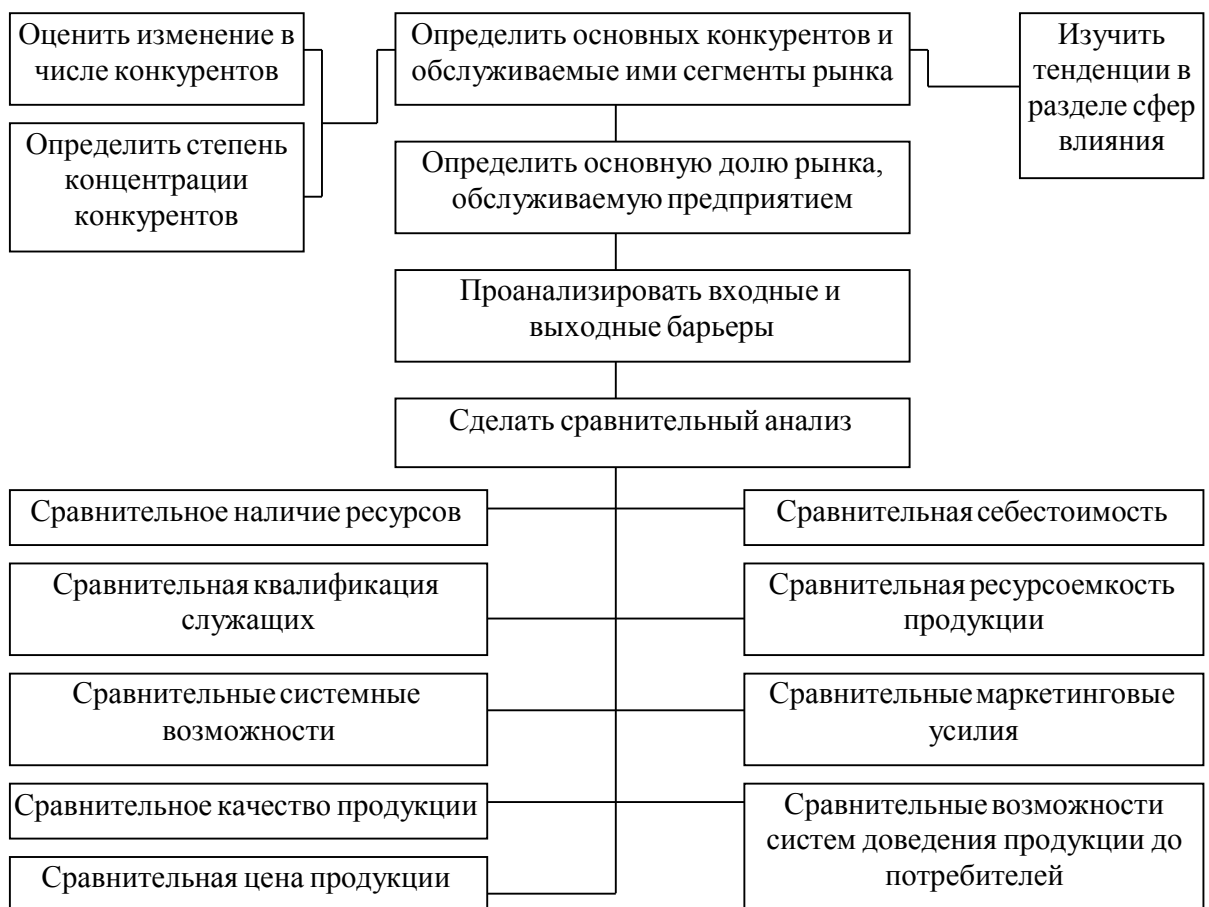 Оценить изменение в
числе конкурентов
Определить основных конкурентов и
обслуживаемые ими сегменты рынка
Изучить
тенденции в
разделе сфер
влияния
Определить степень
концентрации
конкурентов
Определить основную долю рынка,
обслуживаемую предприятием
Проанализировать входные и
выходные барьеры
Сделать сравнительный анализ
Сравнительное наличие ресурсов
Сравнительная себестоимость
Сравнительная квалификация
служащих
Сравнительная ресурсоемкость
продукции
Сравнительные системные
возможности
Сравнительные маркетинговые
усилия
Сравнительное качество продукции
Сравнительные возможности
систем доведения продукции до
потребителей
Сравнительная цена продукции